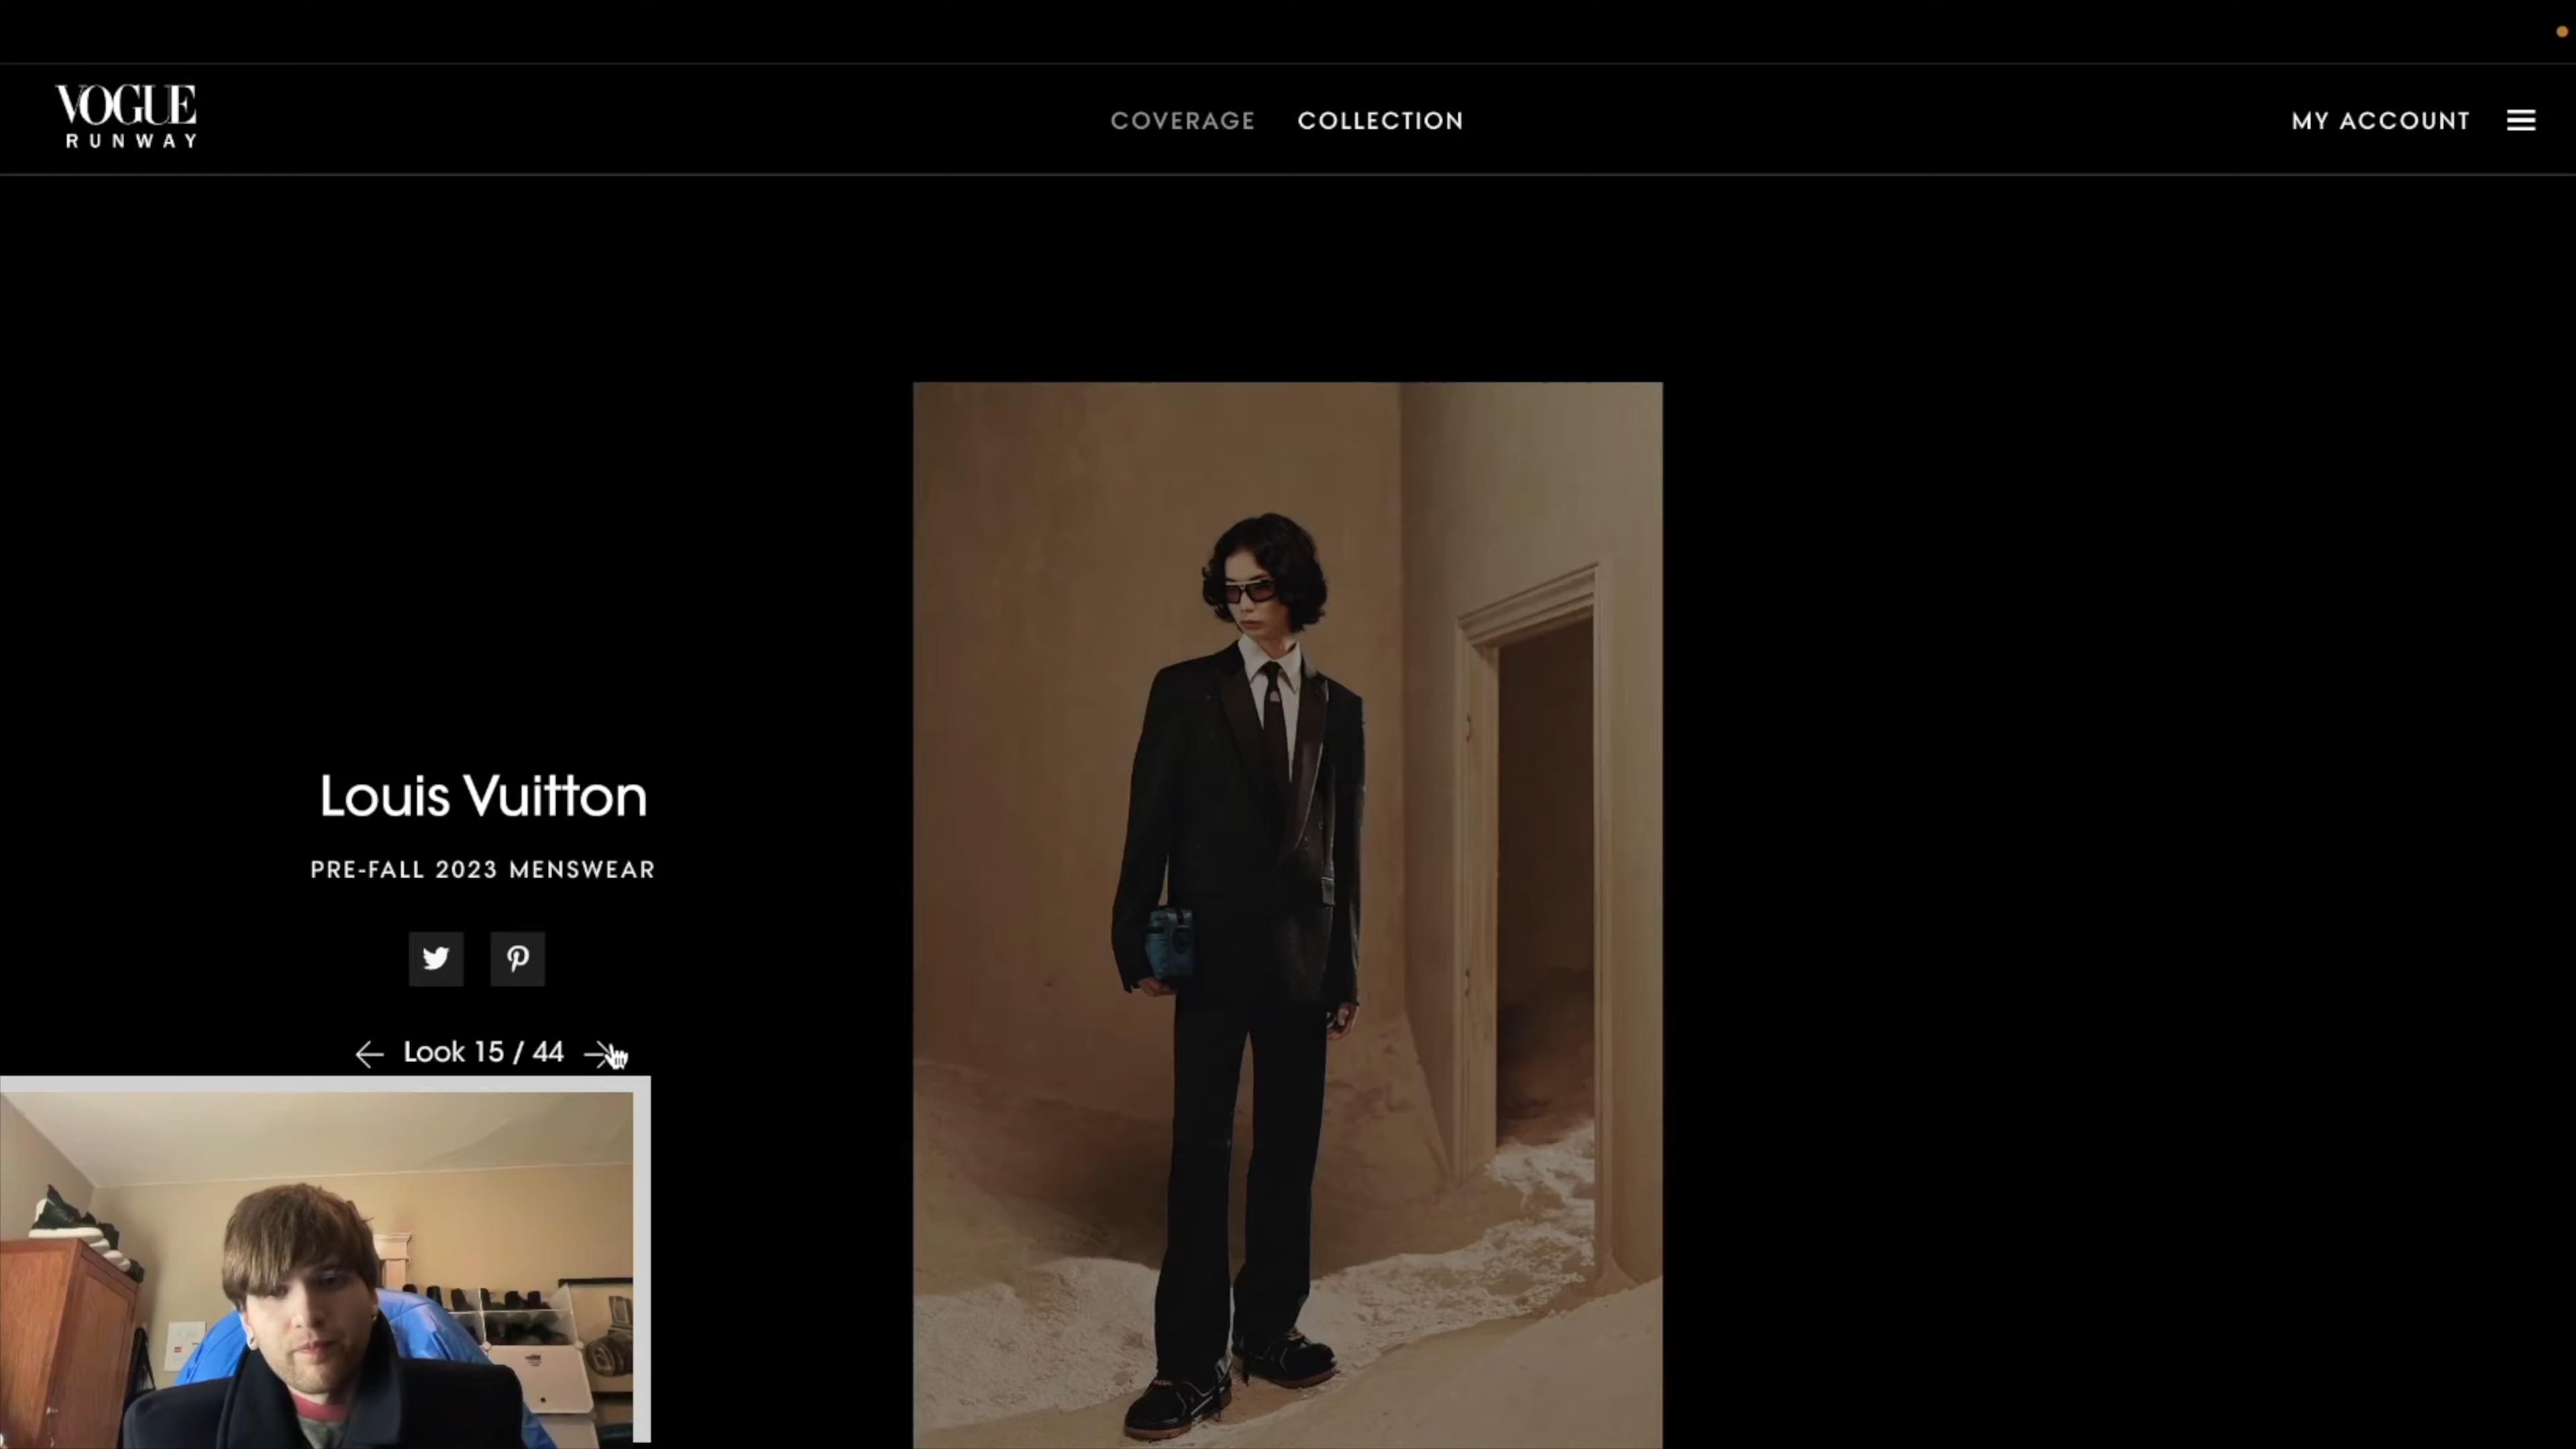 VOGUE
RUNWAY
COVERAGE COLLECTION
MY ACCOUNT
Louis Vuitton
PRE-FALL 2023 MENSWEAR
Look 15 / 44